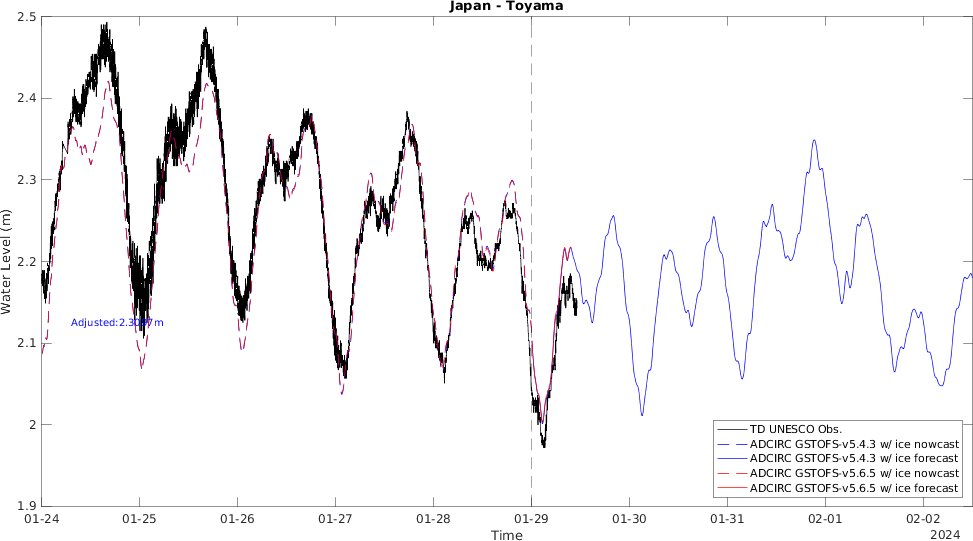 Japan - Toyama
Water Level (m)
2.5
2.4
2.3
2.2
2.1
2
1.9
TD UNESCO Obs.
ADCIRC GSTOFS-v5.4.3 w/ ice nowcast
ADCIRC GSTOFS-v5.4.3 w/ ice forecast
ADCIRC GSTOFS-v5.6.5 w/ ice nowcast
ADCIRC GSTOFS-v5.6.5 w/ ice forecast
01-24 01-25 01-26 01-27 01-28 01-29 01-30 01-31 02-01 02-02
Time
2024